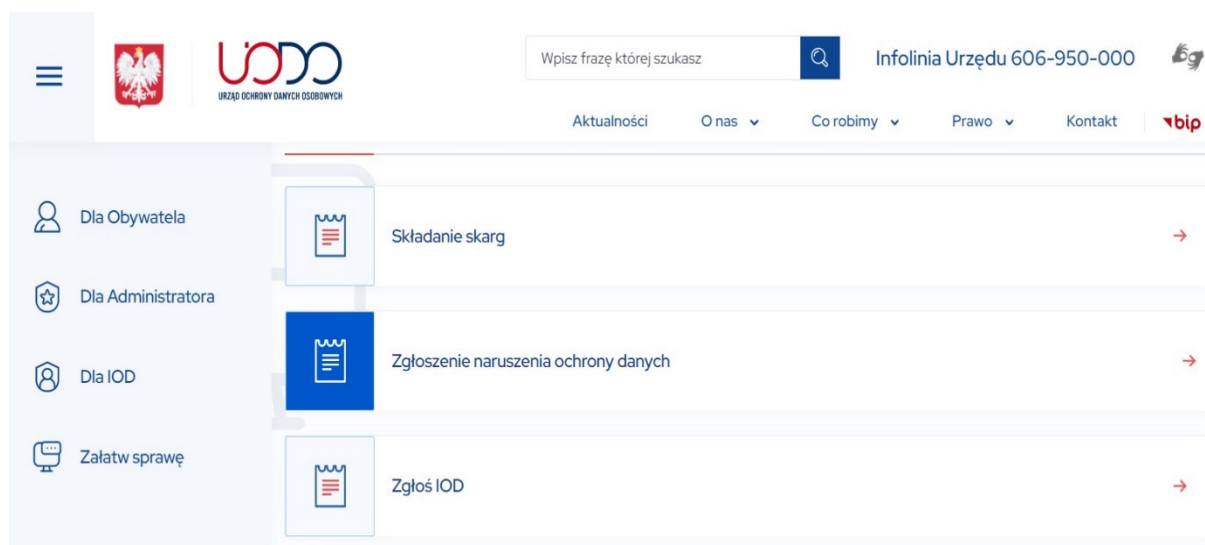 UODO
URZĄD OCHRONY DANYCH OSOBOWYCH
Wpisz frazę której szukasz
Infolinia Urzędu 606-950-000
Aktualności O nas Co robimy Prawo Kontakt bip
Dla Obywatela
Składanie skarg
Dla Administratora
Zgłoszenie naruszenia ochrony danych
Dla IOD
Załatw sprawę
Zgłoś IOD